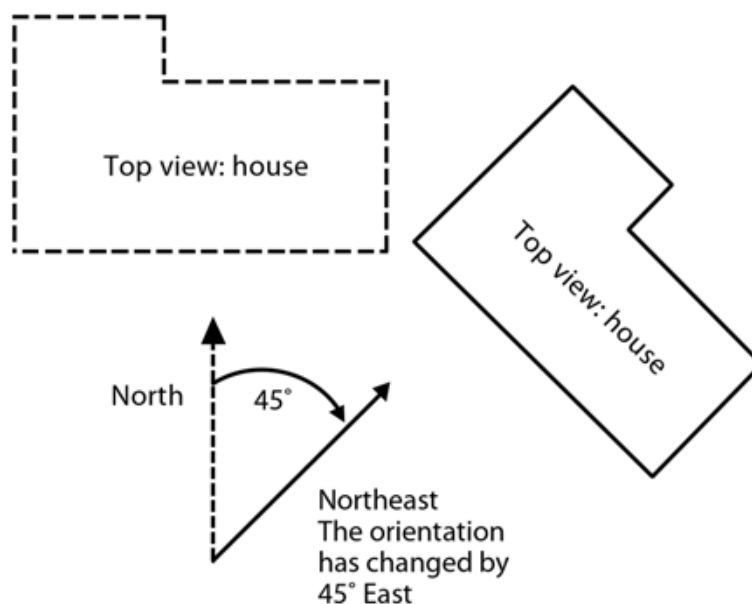 Top view: house
Top view: house
North
45°
Northeast
The orientation
has changed by
45° East